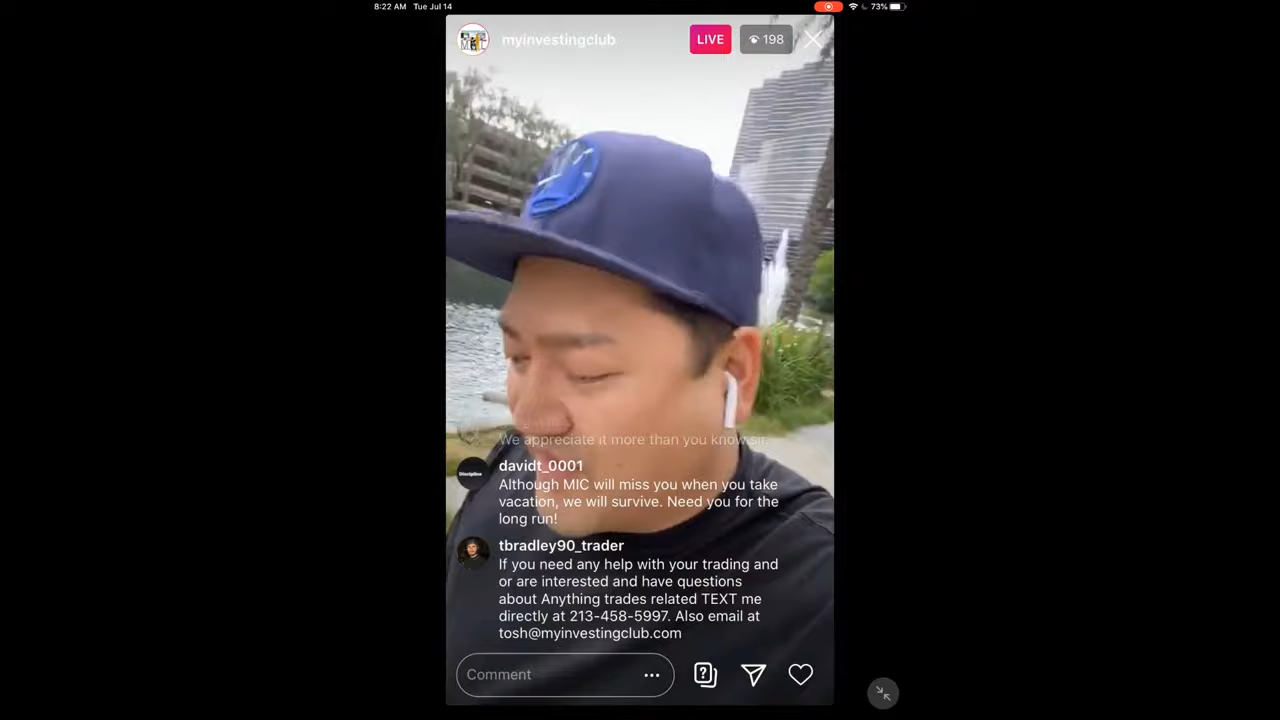 8:22 AM Tue Jul 14
73%
myinvestingclub
LIVE
198
We appreciate it more than you know sir.
davidt_0001
Although MIC will miss you when you take
vacation, we will survive. Need you for the
long run!
tbradley90_trader
If you need any help with your trading and
or are interested and have questions
about Anything trades related TEXT me
directly at 213-458-5997. Also email at
tosh@myinvestingclub.com
Comment